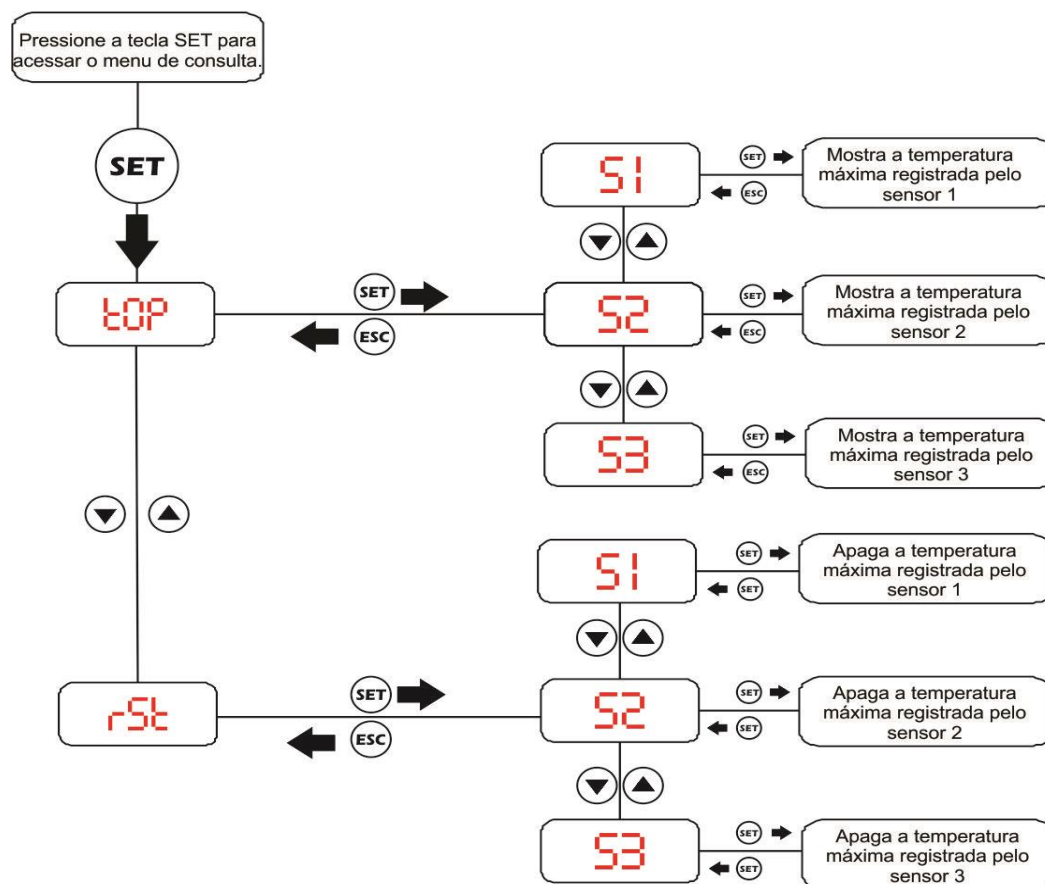 Pressione a tecla SET para
acessar o menu de consulta.
SET
S1
SET
ESC
Mostra a temperatura
máxima registrada pelo
sensor 1
tOP
SET
ESC
S2
SET
ESC
Mostra a temperatura
máxima registrada pelo
sensor 2
S3
SET
ESC
Mostra a temperatura
máxima registrada pelo
sensor 3
S1
SET
SET
Apaga a temperatura
máxima registrada pelo
sensor 1
rSt
SET
ESC
S2
SET
SET
Apaga a temperatura
máxima registrada pelo
sensor 2
S3
SET
SET
Apaga a temperatura
máxima registrada pelo
sensor 3